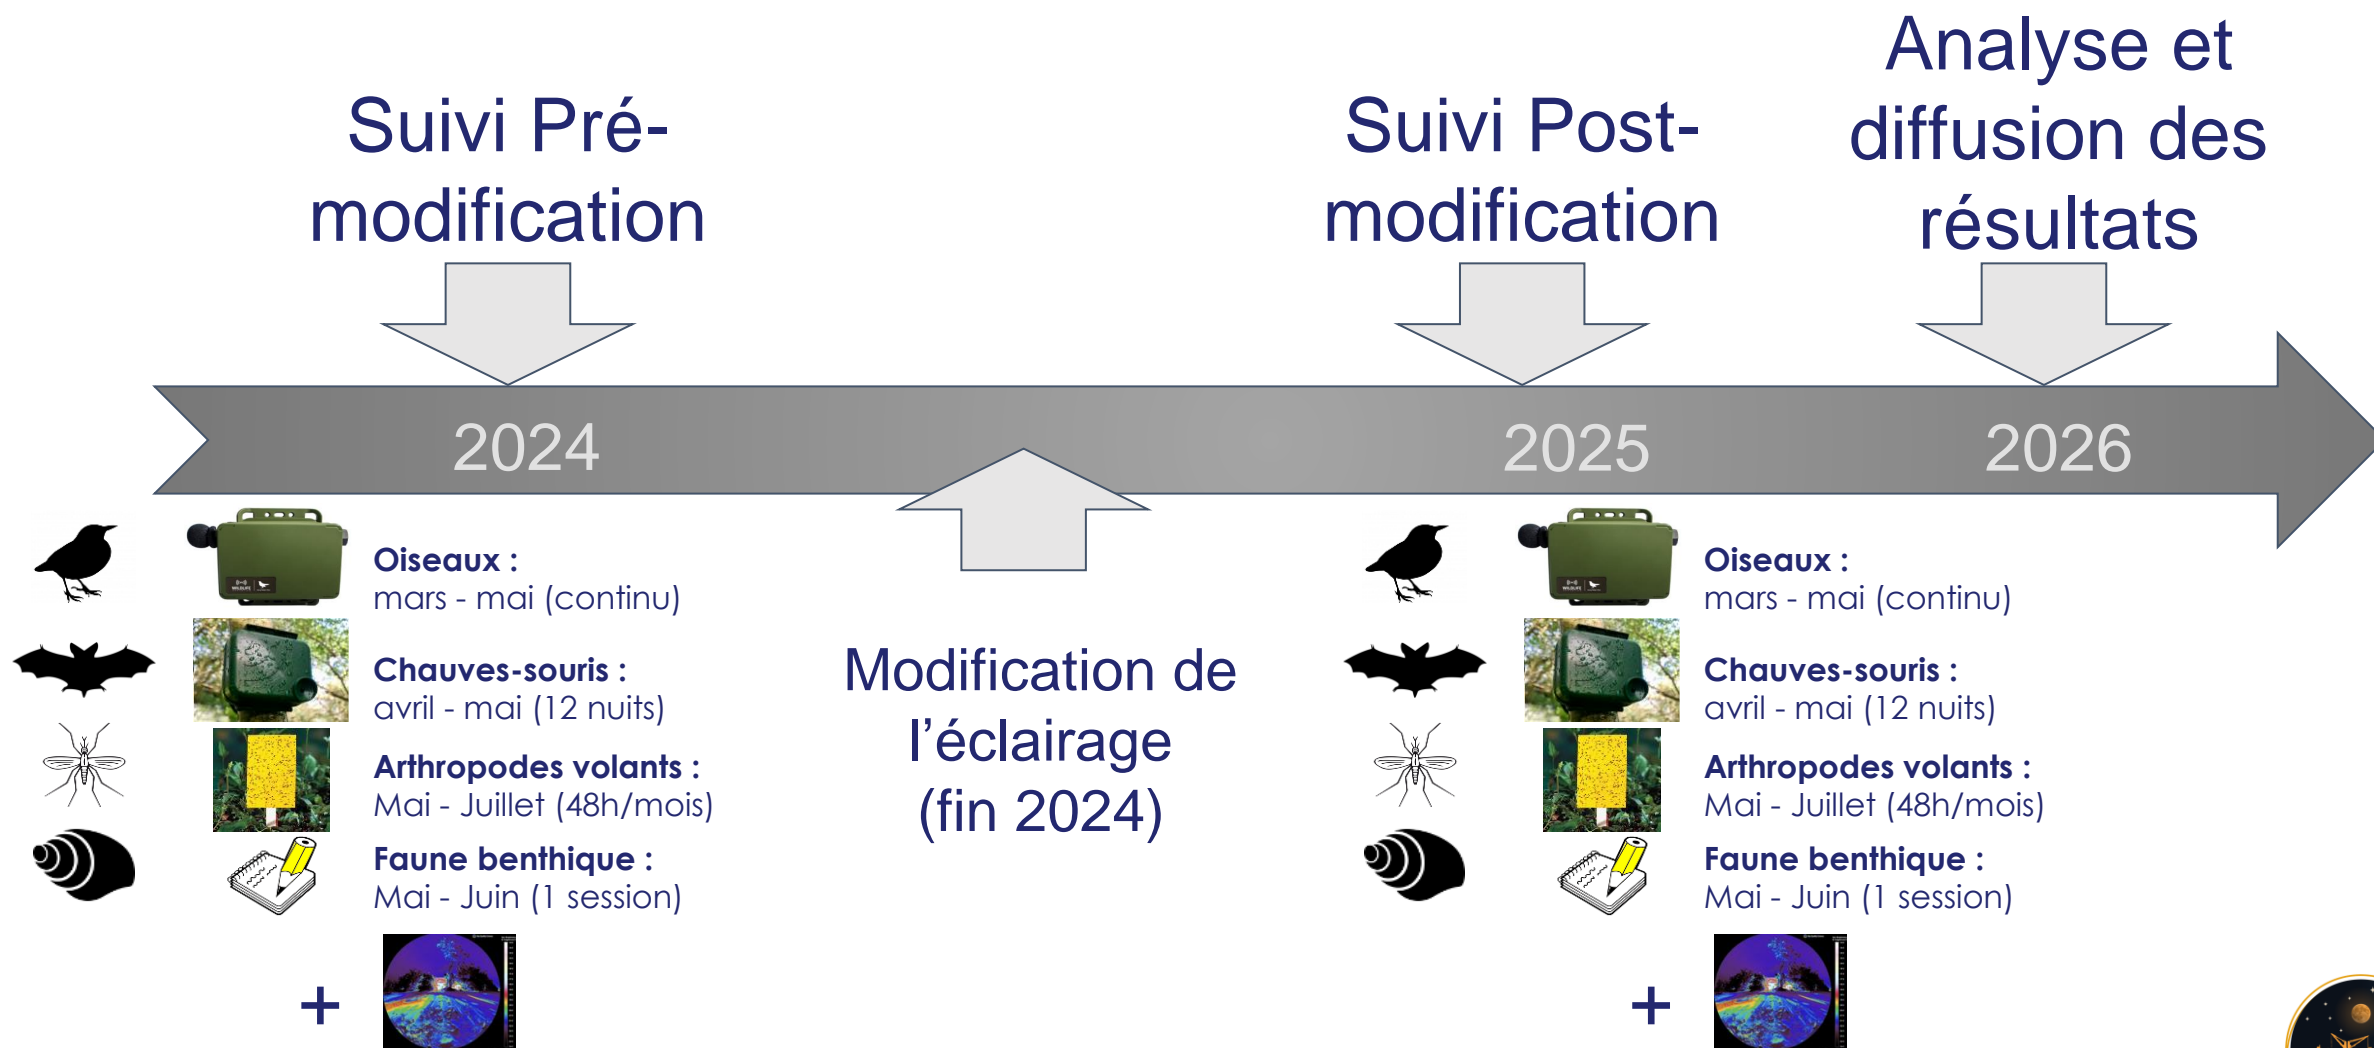 Suivi Pré-
modification
Suivi Post-
modification
Analyse et
diffusion des
résultats
2024
2025
2026
Oiseaux :
mars - mai (continu)
Chauves-souris :
avril - mai (12 nuits)
Arthropodes volants :
Mai - Juillet (48h/mois)
Faune benthique :
Mai - Juin (1 session)
+
Modification de
l’éclairage
(fin 2024)
Oiseaux :
mars - mai (continu)
Chauves-souris :
avril - mai (12 nuits)
Arthropodes volants :
Mai - Juillet (48h/mois)
Faune benthique :
Mai - Juin (1 session)
+